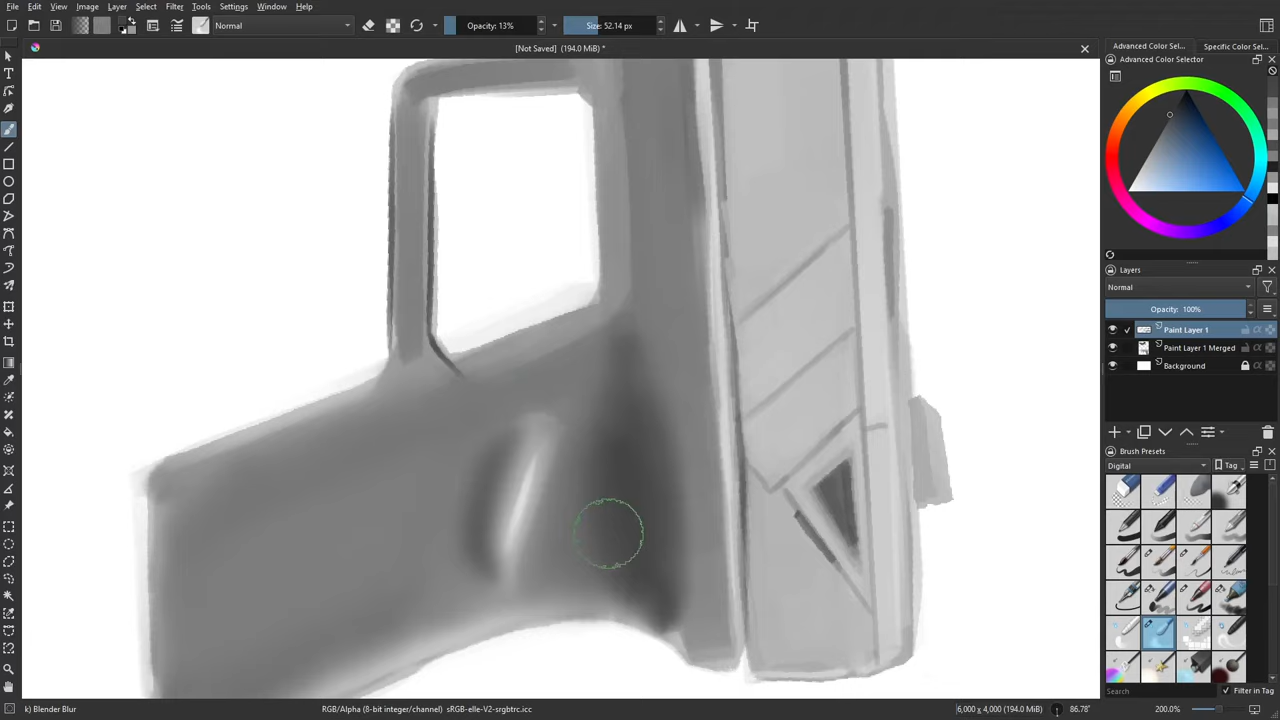 File Edit View Image Layer Select Filter Tools Settings Window Help
Normal Opacity: 13% Size: 52.14 px
[Not Saved] (194.0 MiB) *
Advanced Color Sel... Specific Color Sel...
Advanced Color Selector
Layers
Normal
Opacity: 100%
Paint Layer 1
Paint Layer 1 Merged
Background
Brush Presets
Digital Tag
Search Filter in Tag
k) Blender Blur RGB/Alpha (8-bit integer/channel) sRGB-elle-V2-srgbtrc.icc 6,000 x 4,000 (194.0 MiB) 86.78° 200.0%